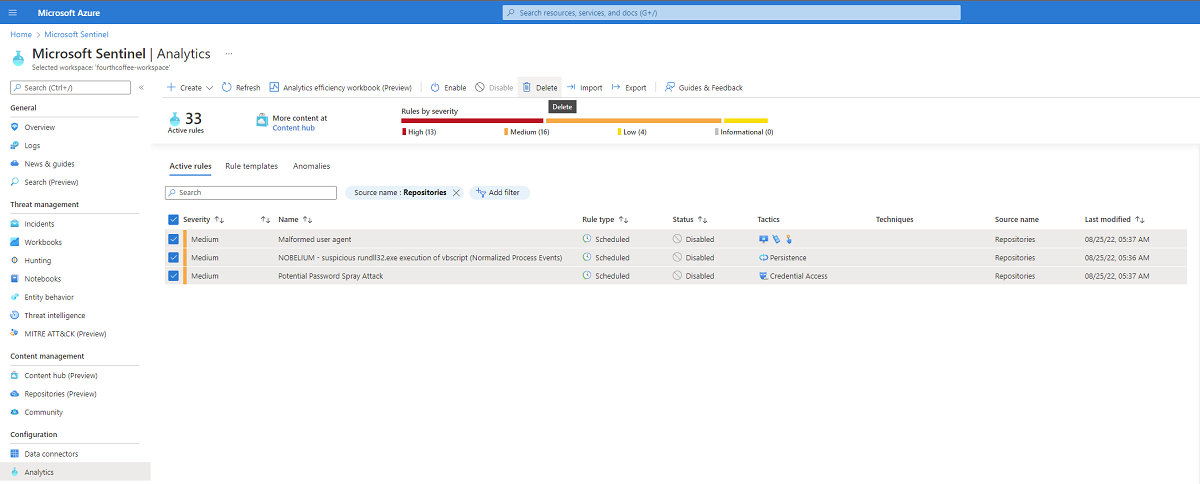 Microsoft Azure
Search resources, services, and docs (G+/)
Home > Microsoft Sentinel
Microsoft Sentinel | Analytics ...
Selected workspace: 'fourthcoffee-workspace'
Search (Ctrl+/) «
General
Overview
Logs
News & guides
Search (Preview)
Threat management
Incidents
Workbooks
Hunting
Notebooks
Entity behavior
Threat intelligence
MITRE ATT&CK (Preview)
Content management
Content hub (Preview)
Repositories (Preview)
Community
Configuration
Data connectors
Analytics
Create Refresh Analytics efficiency workbook (Preview) Enable Disable Delete Import Export Guides & Feedback
Delete
33
Active rules
More content at
Content hub
Rules by severity
High (13) Medium (16) Low (4) Informational (0)
Active rules Rule templates Anomalies
Search Source name : Repositories Add filter
Severity Name Rule type Status Tactics Techniques Source name Last modified
Medium Malformed user agent Scheduled Disabled Repositories 08/25/22, 05:37 AM
Medium NOBELIUM - suspicious rundll32.exe execution of vbscript (Normalized Process Events) Scheduled Disabled Persistence Repositories 08/25/22, 05:36 AM
Medium Potential Password Spray Attack Scheduled Disabled Credential Access Repositories 08/25/22, 05:37 AM